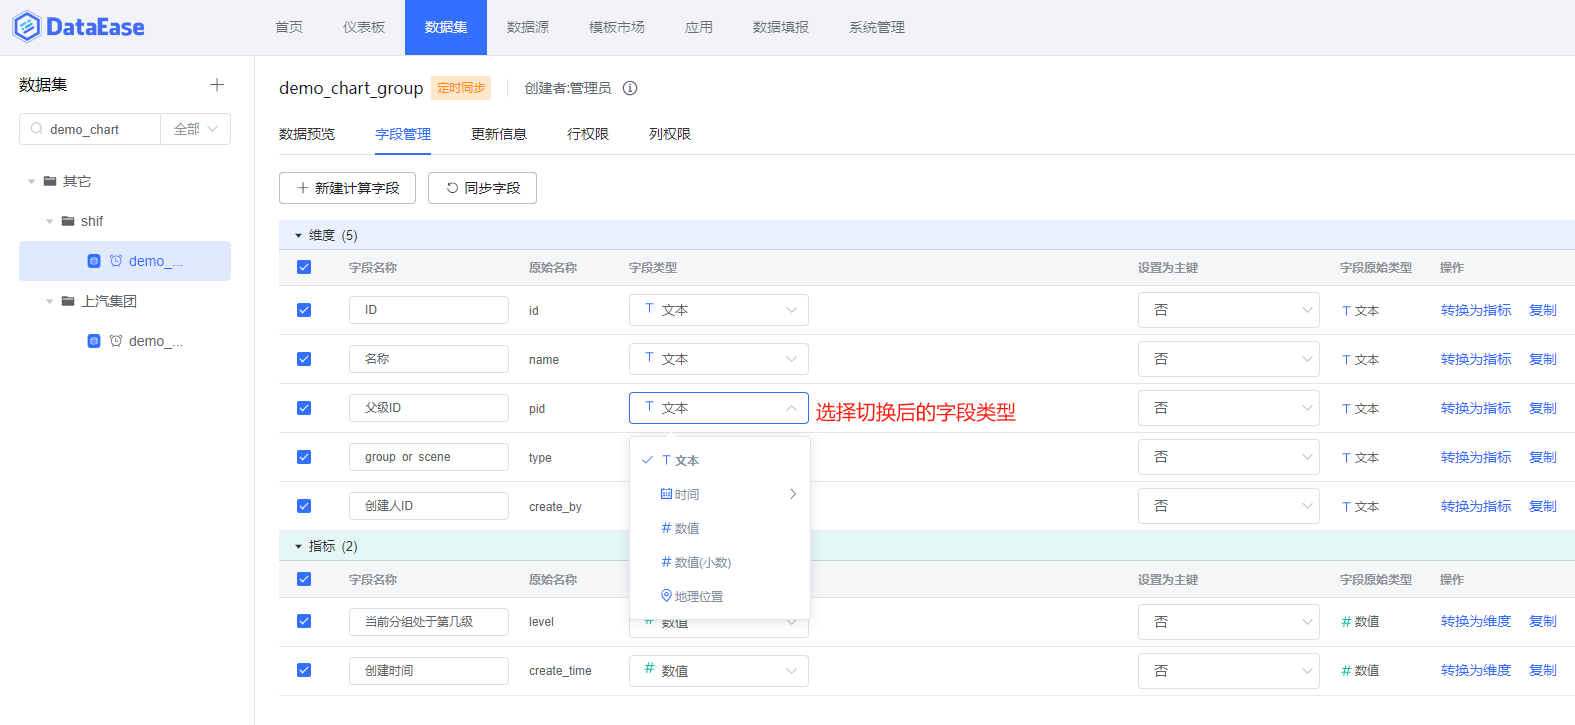 DataEase 首页 仪表板 数据集 数据源 模板市场 应用 数据填报 系统管理
数据集
demo_chart 全部
其它
shif
demo_...
上汽集团
demo_...
demo_chart_group 定时同步 创建者:管理员
数据预览 字段管理 更新信息 行权限 列权限
新建计算字段 同步字段
维度 (5)
字段名称 原始名称 字段类型 设置为主键 字段原始类型 操作
ID id T 文本 否 T 文本 转换为指标 复制
名称 name T 文本 否 T 文本 转换为指标 复制
父级ID pid T 文本 选择切换后的字段类型 否 T 文本 转换为指标 复制
group or scene type 否 T 文本 转换为指标 复制
创建人ID create_by 否 T 文本 转换为指标 复制
T 文本
时间
# 数值
# 数值(小数)
地理位置
指标 (2)
字段名称 原始名称 设置为主键 字段原始类型 操作
当前分组处于第几级 level # 数值 否 # 数值 转换为维度 复制
创建时间 create_time # 数值 否 # 数值 转换为维度 复制